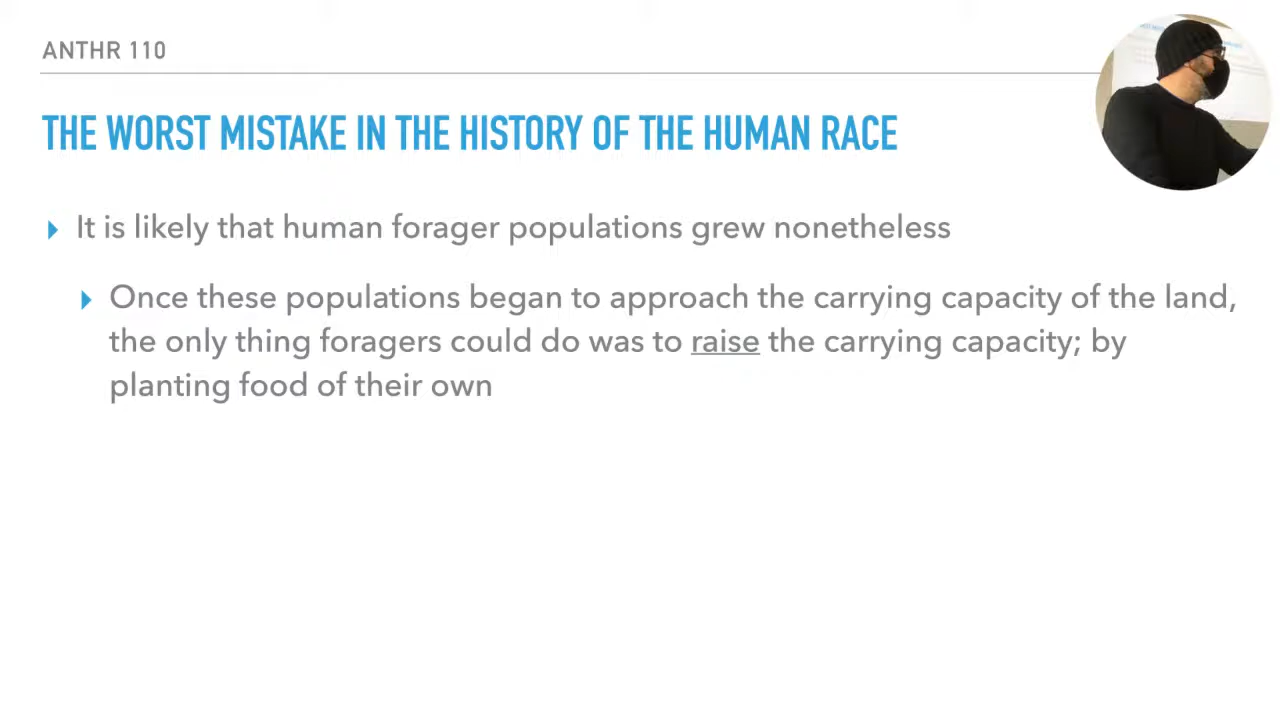 ANTHR 110
THE WORST MISTAKE IN THE HISTORY OF THE HUMAN RACE
It is likely that human forager populations grew nonetheless
Once these populations began to approach the carrying capacity of the land,
the only thing foragers could do was to raise the carrying capacity; by
planting food of their own